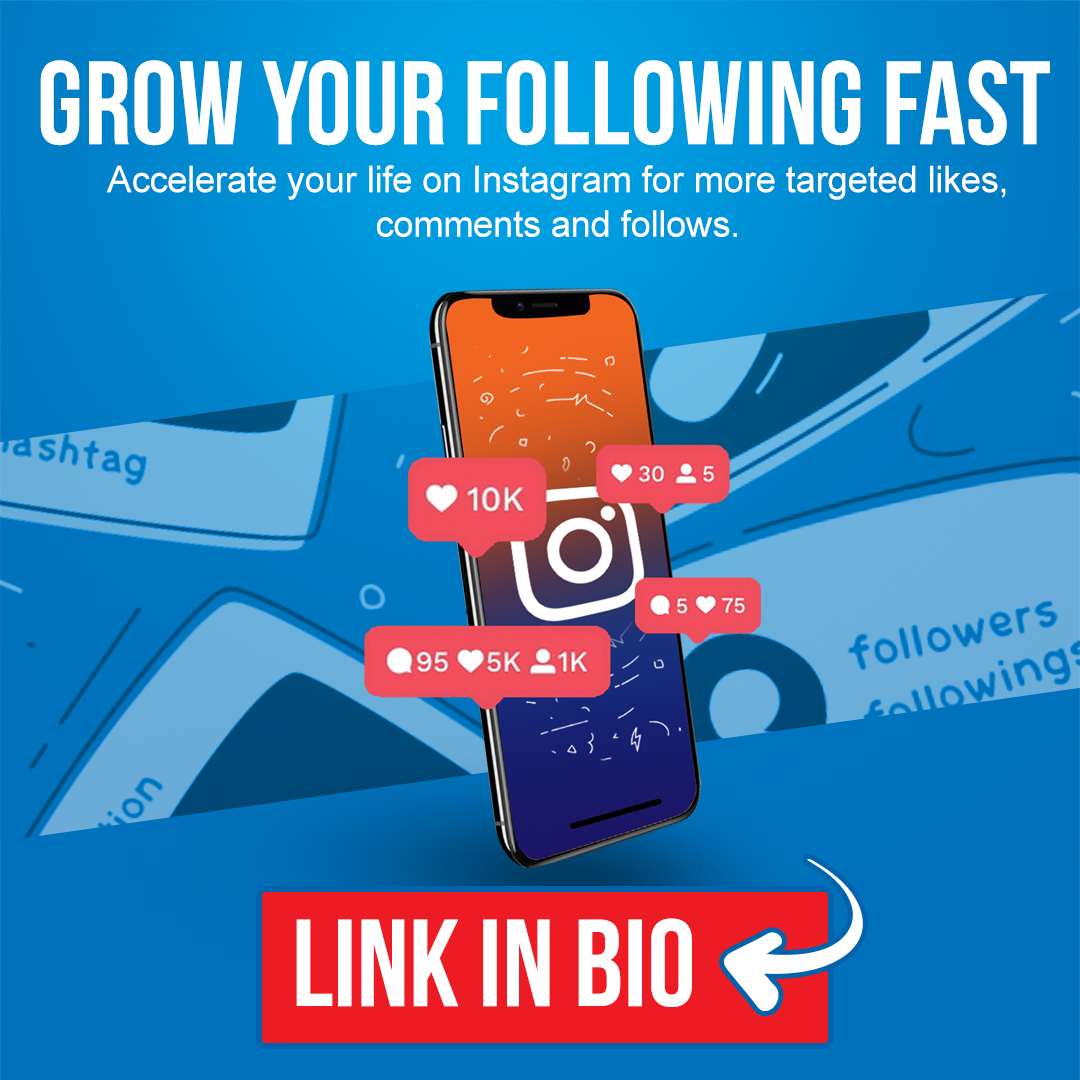 GROW YOUR FOLLOWING FAST
Accelerate your life on Instagram for more targeted likes,
comments and follows.
hashtag
10K
30 5
5 75
95 5K 1K
followers
followings
LINK IN BIO